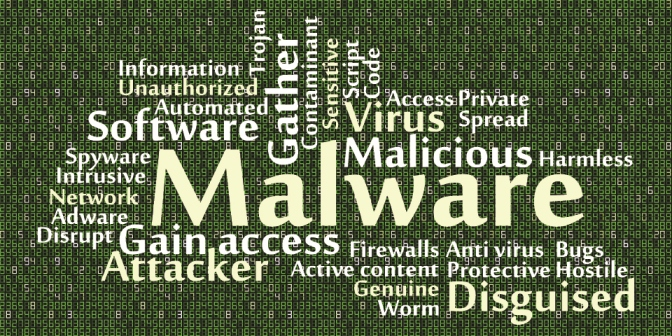 Trojan
Gather
Contaminant
Sensitive
Script
Code
Information
Unauthorized
Automated
Software
Virus
Access Private
Spread
Spyware
Intrusive
Network
Adware
Disrupt
Malware
Malicious
Harmless
Gain access
Attacker
Firewalls Anti virus Bugs
Active content Protective Hostile
Genuine
Worm
Disguised